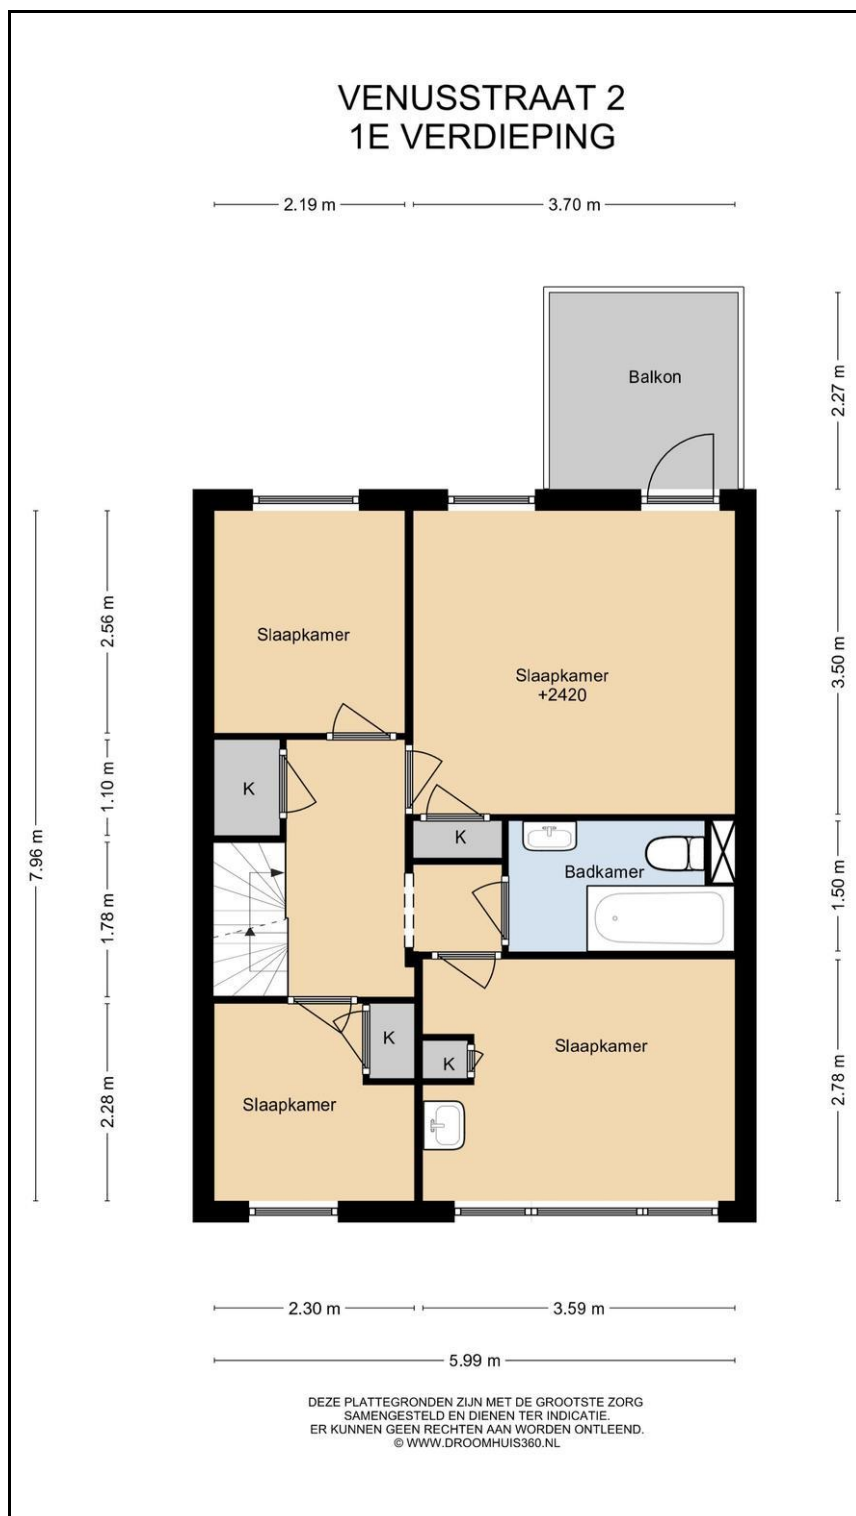 VENUSSTRAAT 2
1E VERDIEPING
2.19 m
3.70 m
Balkon
2.27 m
Slaapkamer
2.56 m
Slaapkamer
+2420
3.50 m
K
1.10 m
K
Badkamer
1.50 m
7.96 m
1.78 m
K
Slaapkamer
K
Slaapkamer
2.28 m
2.78 m
2.30 m
3.59 m
5.99 m
DEZE PLATTEGRONDEN ZIJN MET DE GROOTSTE ZORG
SAMENGESTELD EN DIENEN TER INDICATIE.
ER KUNNEN GEEN RECHTEN AAN WORDEN ONTLEEND.
© WWW.DROOMHUIS360.NL